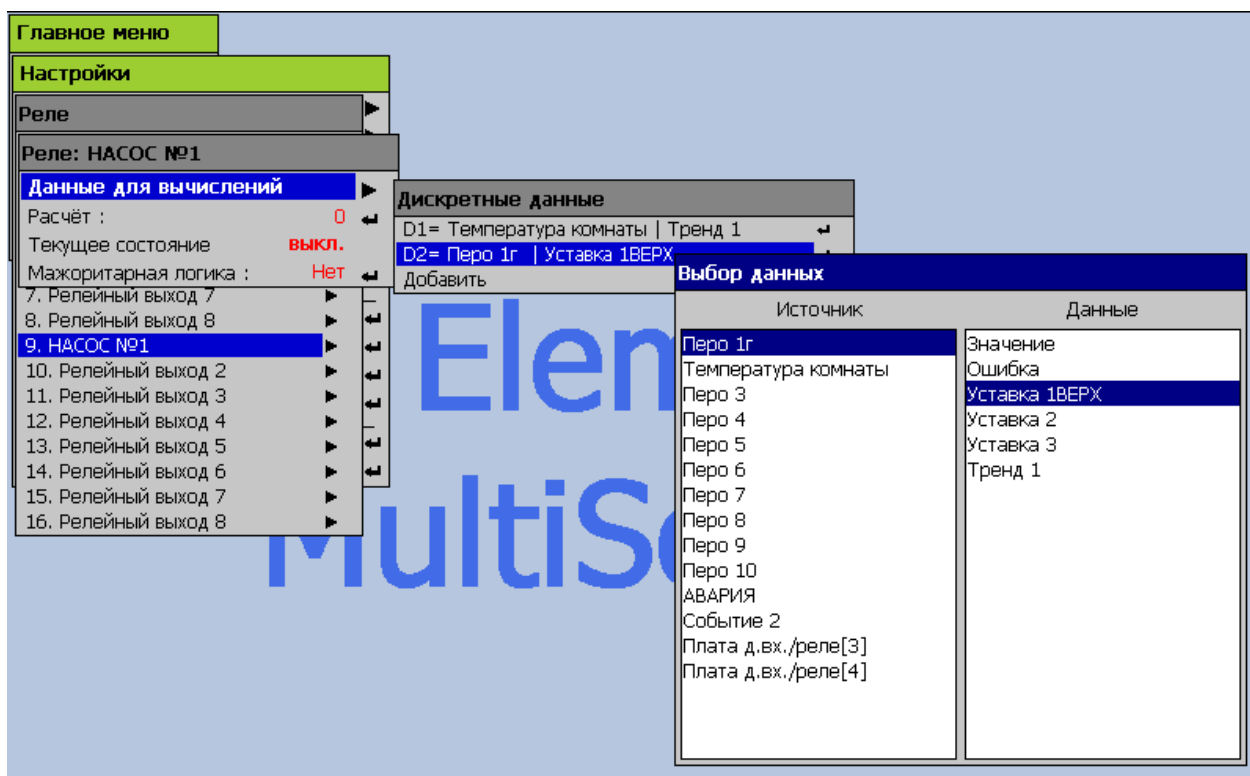 Главное меню
Настройки
Реле
Реле: НАСОС №1
Данные для вычислений
Расчёт : 0
Текущее состояние выкл.
Мажоритарная логика : Нет
7. Релейный выход 7
8. Релейный выход 8
9. НАСОС №1
10. Релейный выход 2
11. Релейный выход 3
12. Релейный выход 4
13. Релейный выход 5
14. Релейный выход 6
15. Релейный выход 7
16. Релейный выход 8
Дискретные данные
D1= Температура комнаты | Тренд 1
D2= Перо 1г | Уставка 1ВЕРХ
Добавить
Выбор данных
Источник
Перо 1г
Температура комнаты
Перо 3
Перо 4
Перо 5
Перо 6
Перо 7
Перо 8
Перо 9
Перо 10
АВАРИЯ
Событие 2
Плата д.вх./реле[3]
Плата д.вх./реле[4]
Данные
Значение
Ошибка
Уставка 1ВЕРХ
Уставка 2
Уставка 3
Тренд 1